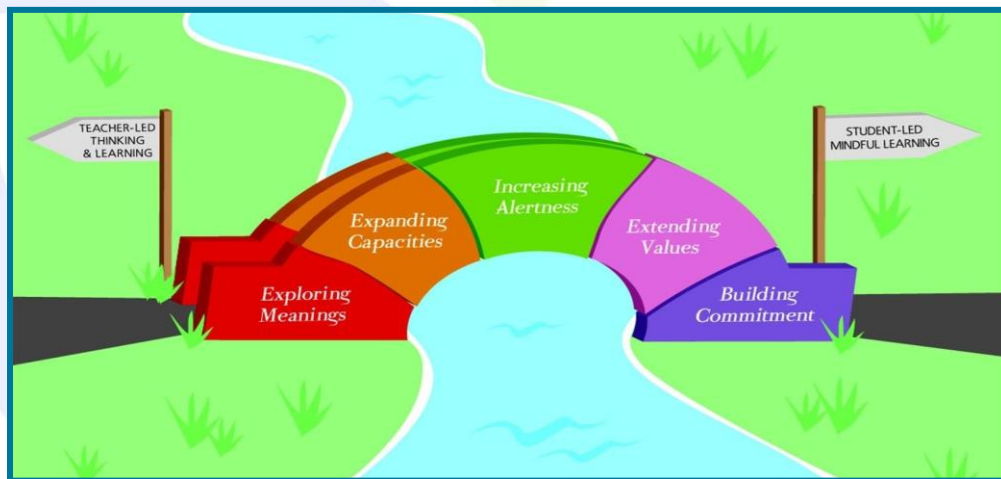 TEACHER-LED
THINKING
& LEARNING
STUDENT-LED
MINDFUL LEARNING
Increasing
Alertness
Expanding
Capacities
Extending
Values
Exploring
Meanings
Building
Commitment